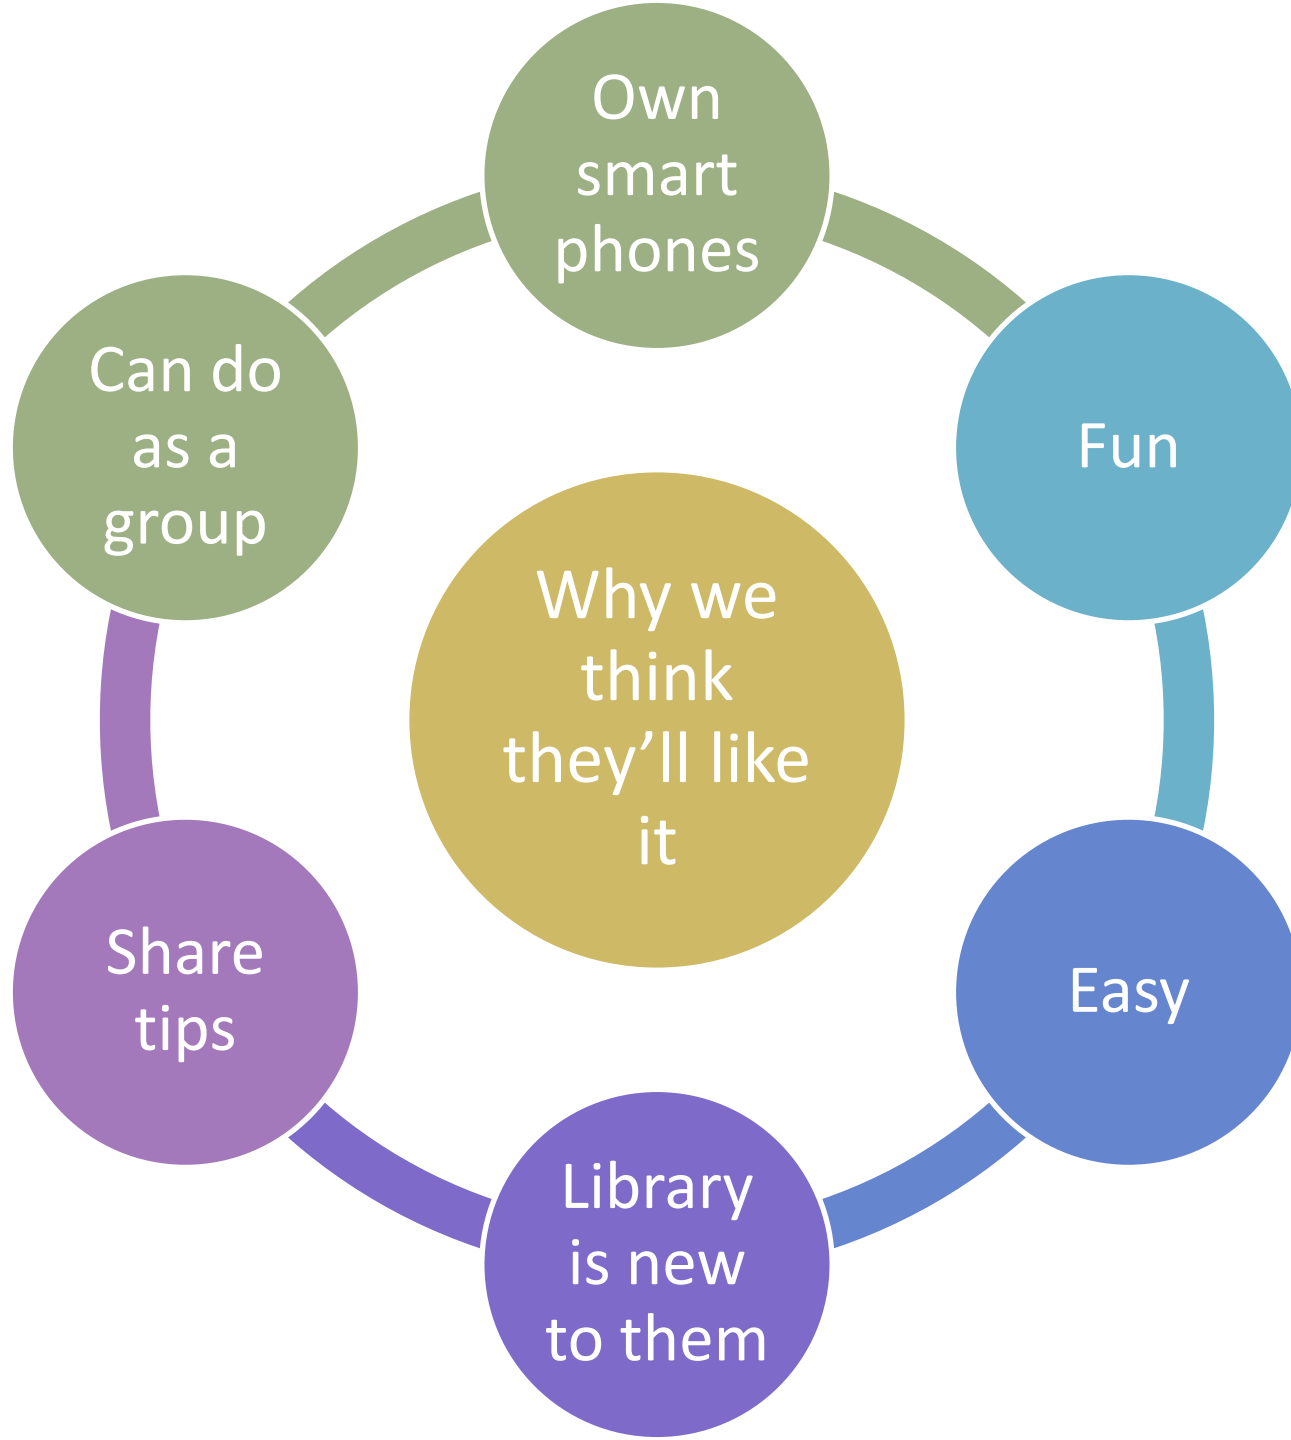 Own
smart
phones
Fun
Easy
Library
is new
to them
Share
tips
Can do
as a
group
Why we
think
they’ll like
it